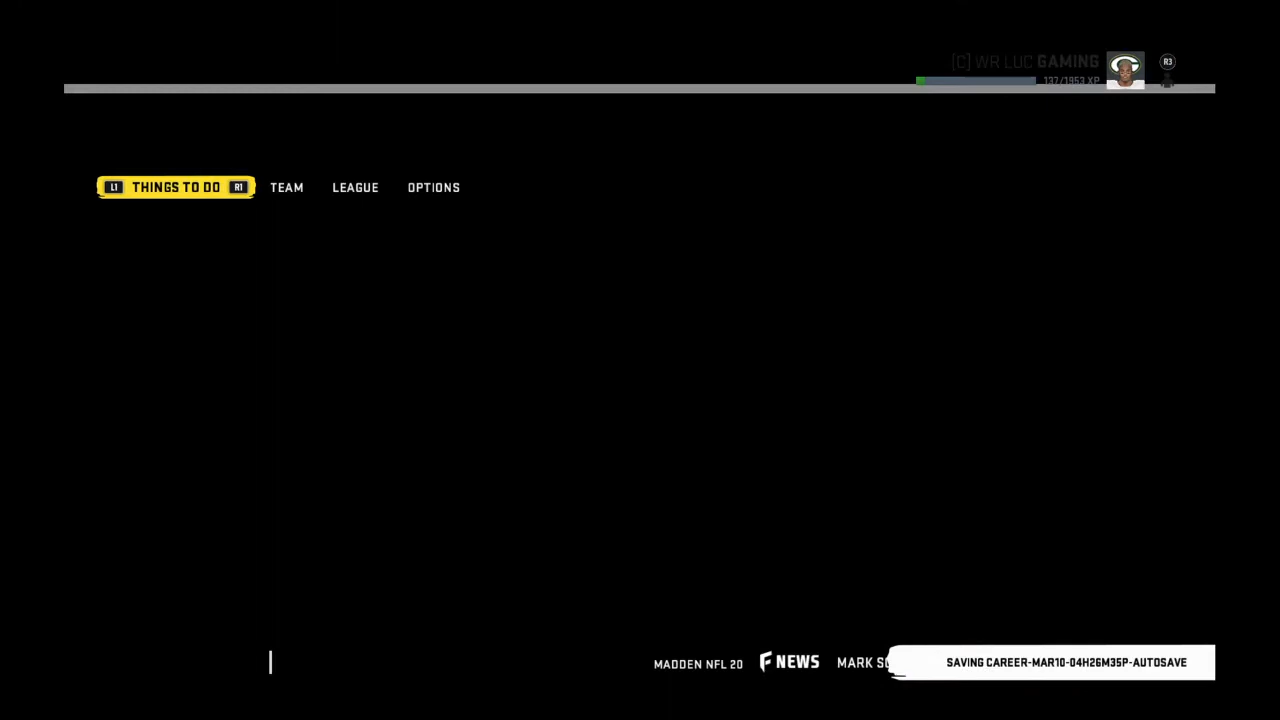 [C] WR LUC GAMING
R3
137/1953 XP
L1 THINGS TO DO R1 TEAM LEAGUE OPTIONS
MADDEN NFL 20 NEWS MARK
SAVING CAREER-MAR10-04H26M35P-AUTOSAVE